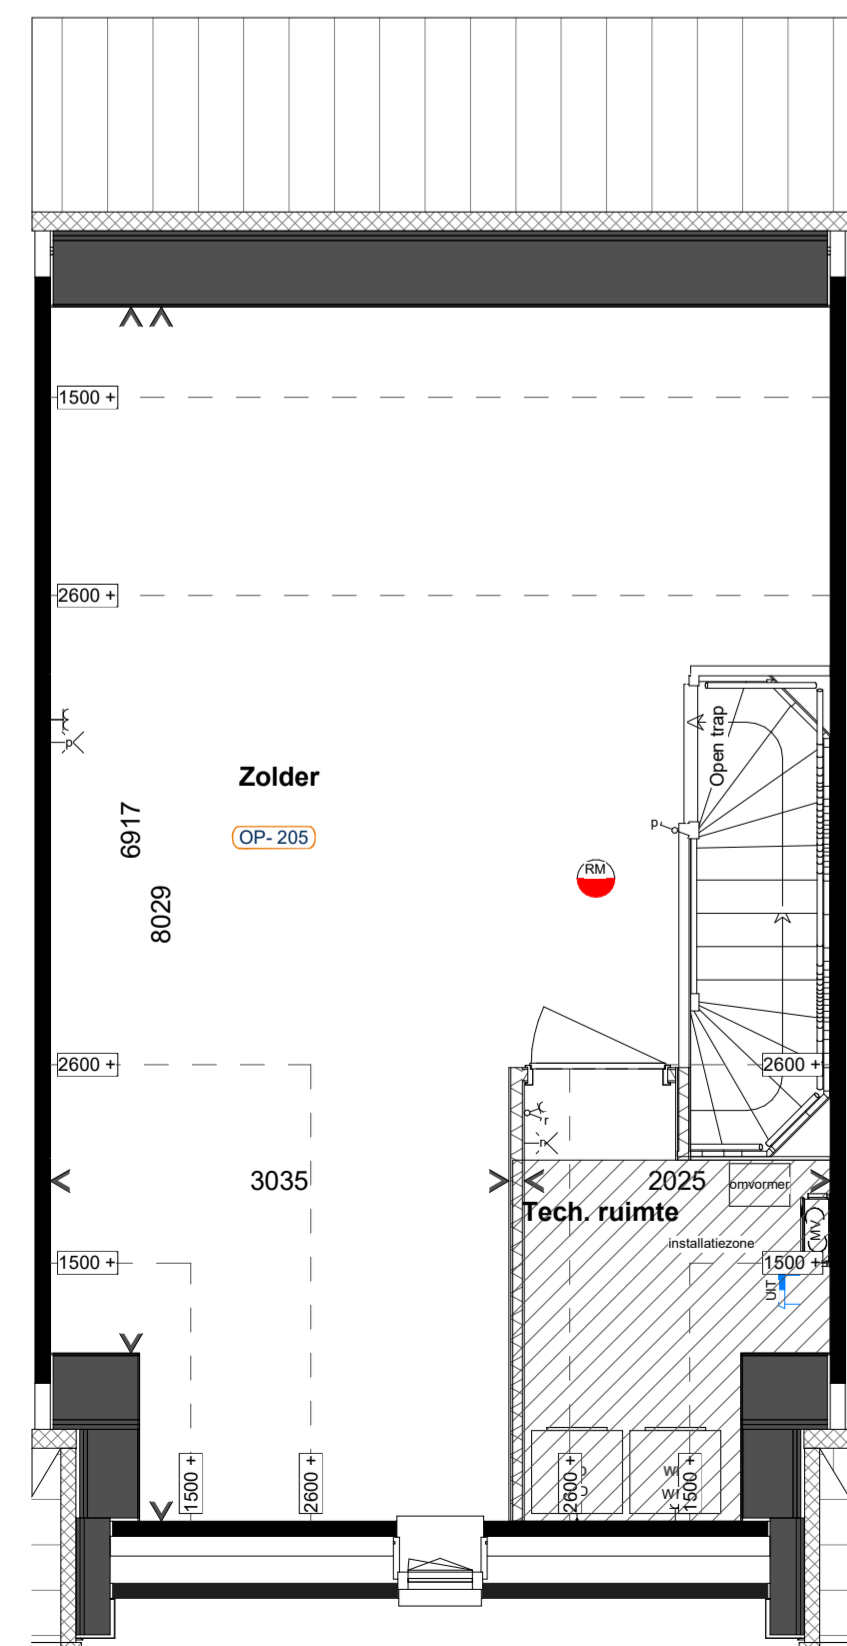 1500 +
2600 +
Open trap
p
Zolder
p
6917
OP- 205
RM
8029
2600 +
2600 +
r
r
3035
2025
omvormer
Tech. ruimte
MV
installatiezone
1500 +
1500 +
UIT
1500 +
2600 +
2600 +
1500 +